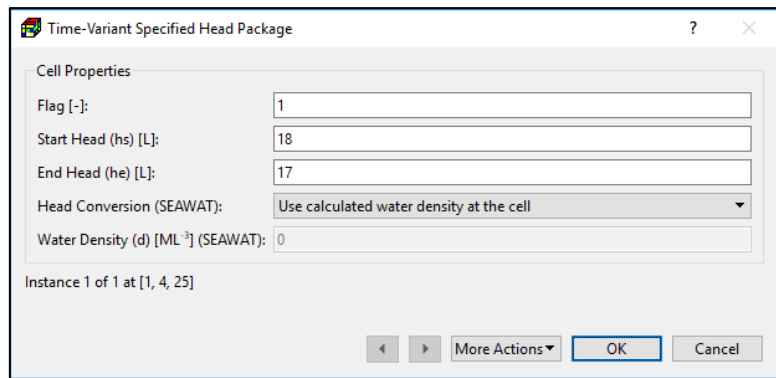 Time-Variant Specified Head Package ? ×
Cell Properties
Flag [-]: 1
Start Head (hs) [L]: 18
End Head (he) [L]: 17
Head Conversion (SEAWAT): Use calculated water density at the cell
Water Density (d) [ML⁻³] (SEAWAT): 0
Instance 1 of 1 at [1, 4, 25]
More Actions OK Cancel